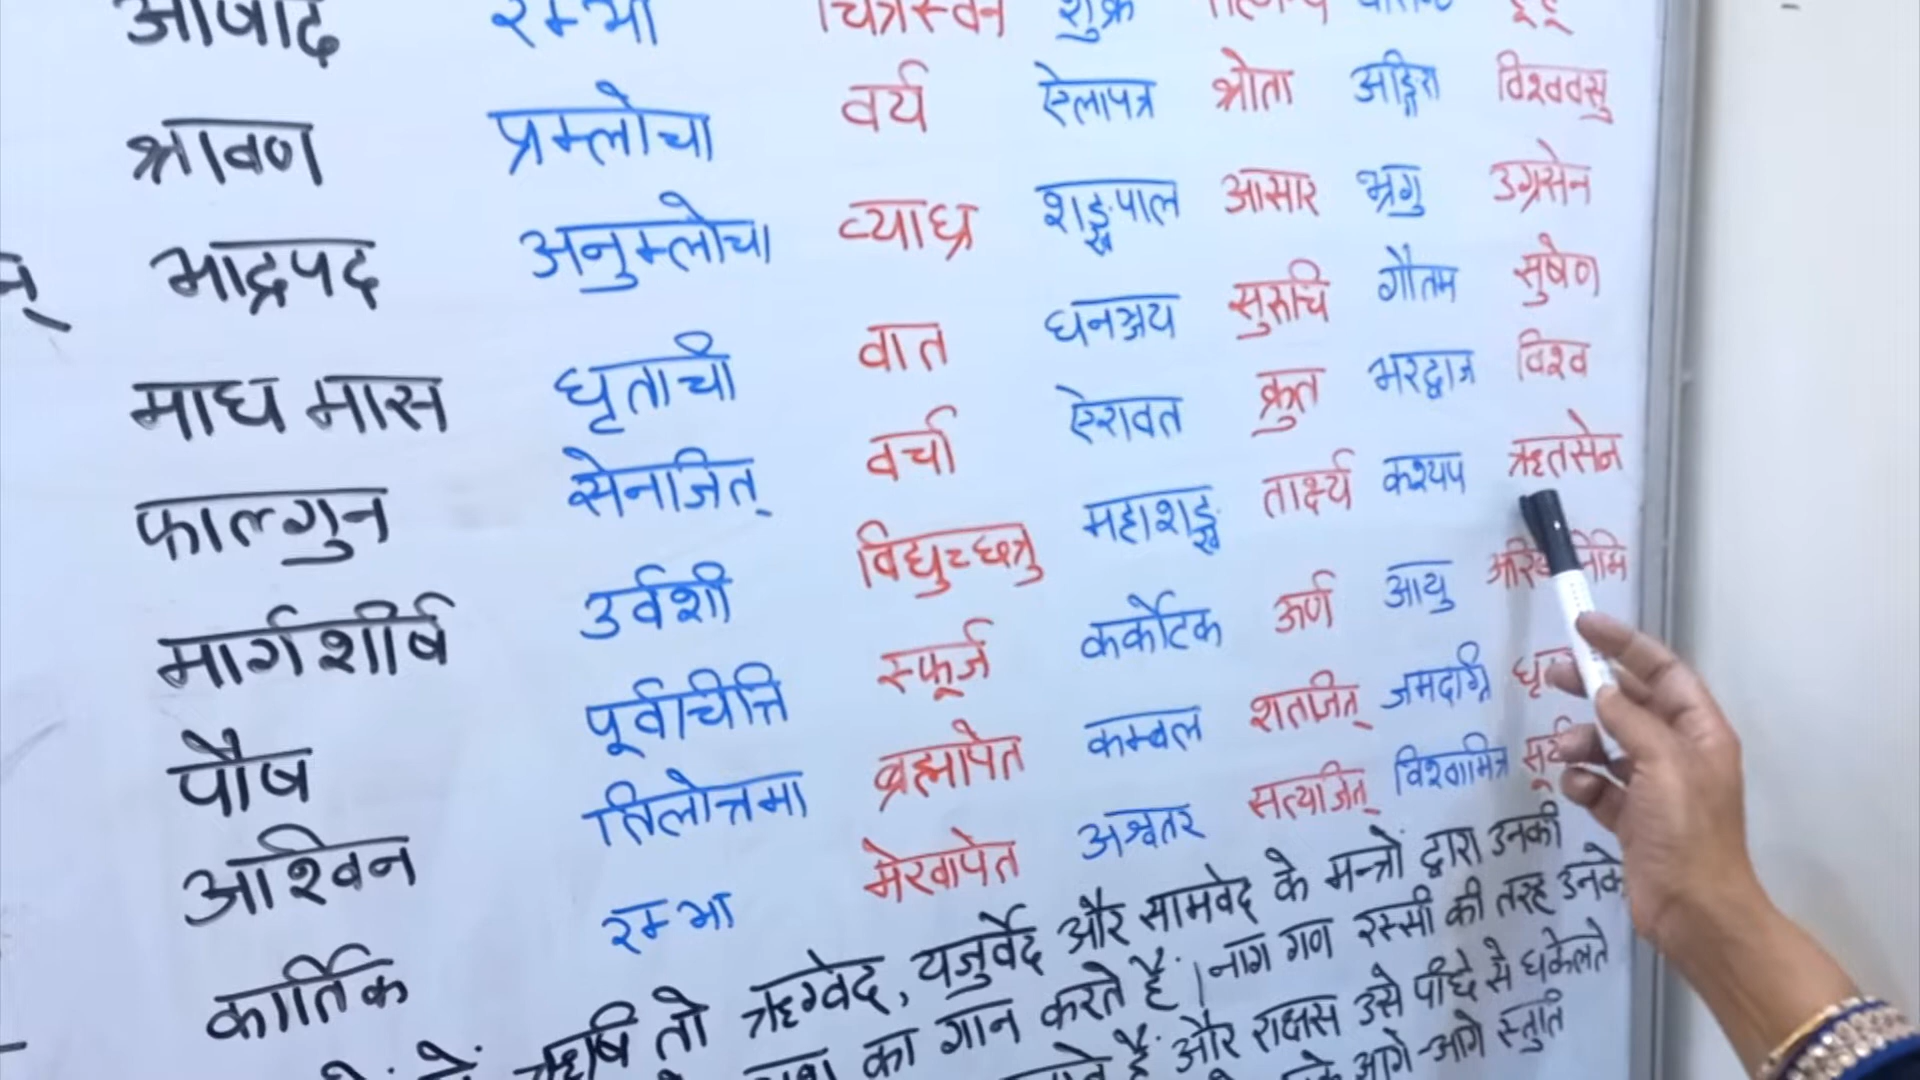 आषाढ़ रम्भा शुक्र
श्रावण प्रम्लोचा वर्य ऐलापत्र श्रोता अङ्गिरा विश्ववसु
भाद्रपद अनुम्लोचा व्याध्र शङ्खपाल आसार भ्रगु उग्रसेन
माघ मास घृताची वात धनञ्जय सुरुचि गौतम सुषेण
फाल्गुन सेनजित् वर्चा ऐरावत क्रुत भरद्वाज विश्व
मार्गशीर्ष उर्वशी विद्युच्छत्रु महाशङ्ख तार्क्ष्य कश्यप ऋतसेन
पौष पूर्वाचित्ति स्फूर्ज कर्कोटक ऊर्ण आयु
आश्विन तिलोत्तमा ब्रह्मापेत कम्बल शतजित् जमदग्नि
कार्तिक रम्भा मेखापेत अश्वतर सत्यजित् विश्वामित्र
ऋषि तो ऋग्वेद, यजुर्वेद और सामवेद के मन्त्रों द्वारा उनकी
का गान करते हैं। नाग गण रस्सी की तरह उनके
हैं और राक्षस उसे पीछे से धकेलते
आगे-आगे स्तुति